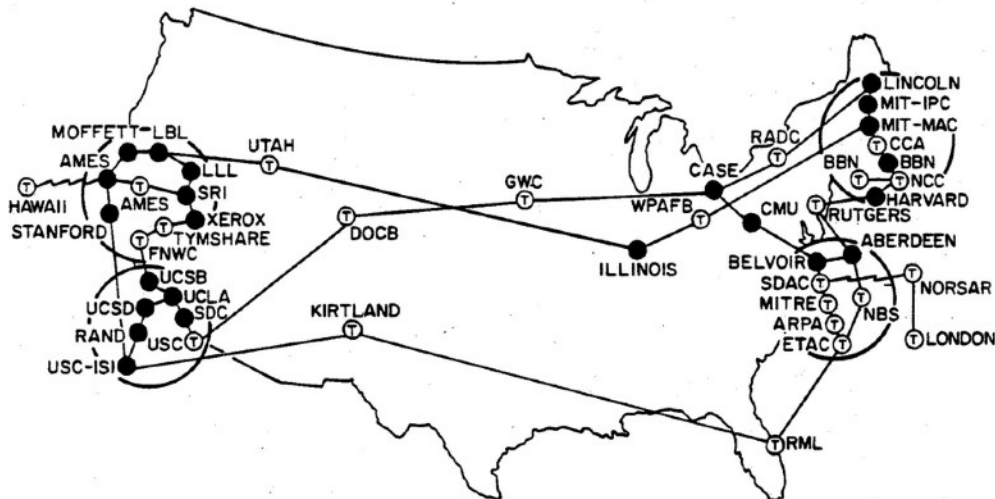 LINCOLN
MIT-IPC
MIT-MAC
MOFFETT
LBL
UTAH
RADC
CCA
AMES
LLL
CASE
BBN
BBN
T
T
T
HAWAII
T
AMES
T
SRI
GWC
T
WPAFB
T
T
T
NCC
HARVARD
STANFORD
XEROX
T
T
DOCB
T
CMU
T
RUTGERS
T
TYMSHARE
FNWC
ILLINOIS
ABERDEEN
BELVOIR
UCSB
SDAC
T
T
NORSAR
UCLA
UCSD
KIRTLAND
MITRE
T
T
NBS
SDC
RAND
T
ARPA
T
USC
T
ETAC
T
T
LONDON
USC-ISI
T
RML